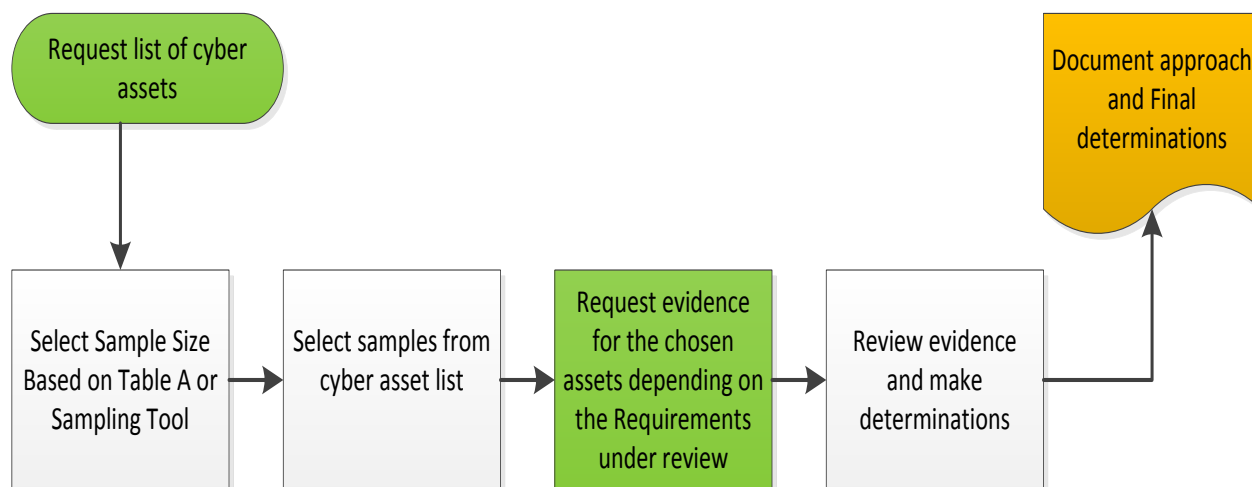 Request list of cyber
assets
Document approach
and Final
determinations
Select Sample Size
Based on Table A or
Sampling Tool
Select samples from
cyber asset list
Request evidence
for the chosen
assets depending on
the Requirements
under review
Review evidence
and make
determinations